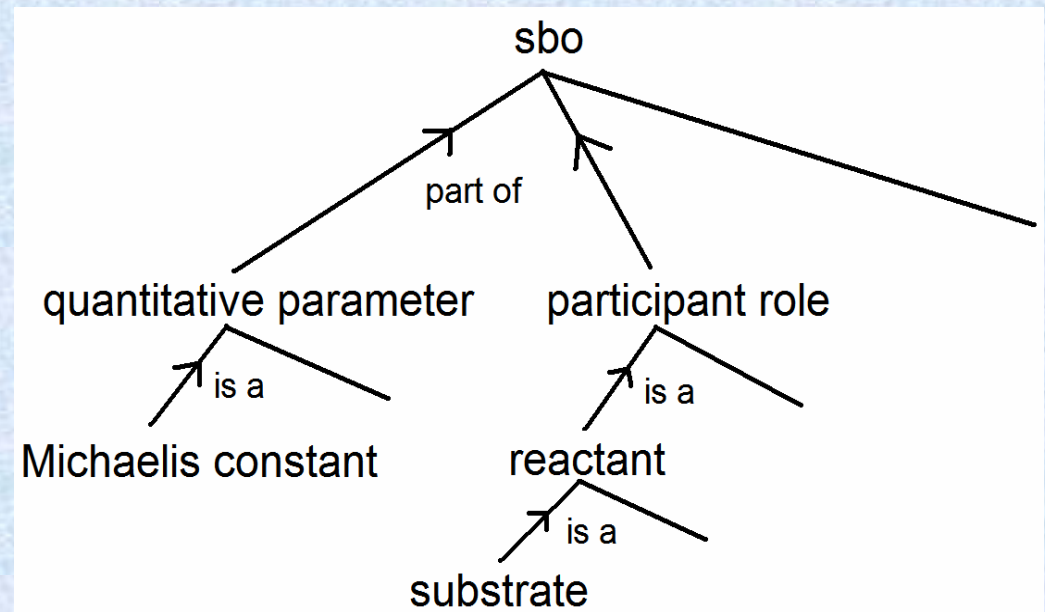 sbo
part of
quantitative parameter
participant role
is a
is a
Michaelis constant
reactant
is a
substrate